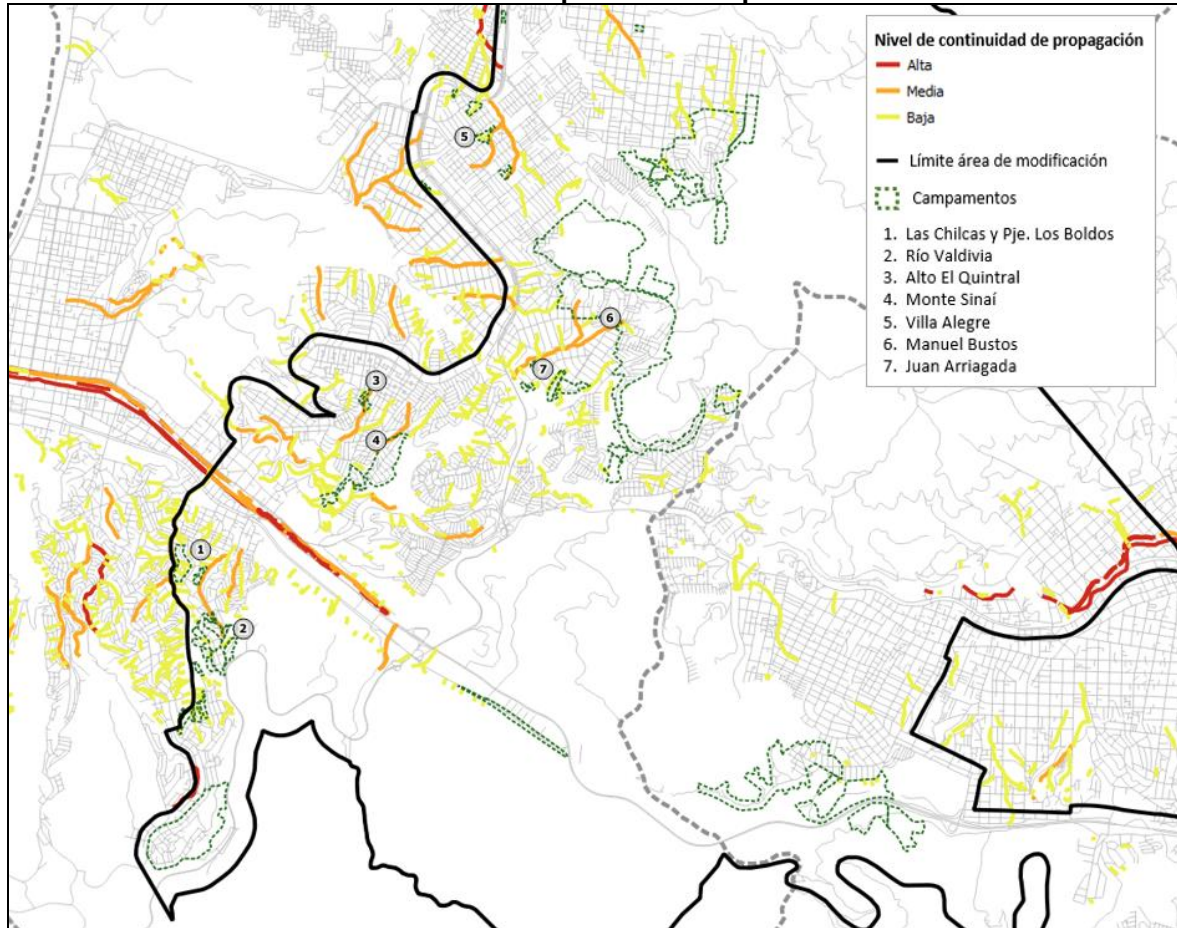 Nivel de continuidad de propagación
Alta
Media
Baja
Límite área de modificación
Campamentos
1. Las Chilcas y Pje. Los Boldos
2. Río Valdivia
3. Alto El Quintral
4. Monte Sinaí
5. Villa Alegre
6. Manuel Bustos
7. Juan Arriagada
5
6
7
3
4
1
2